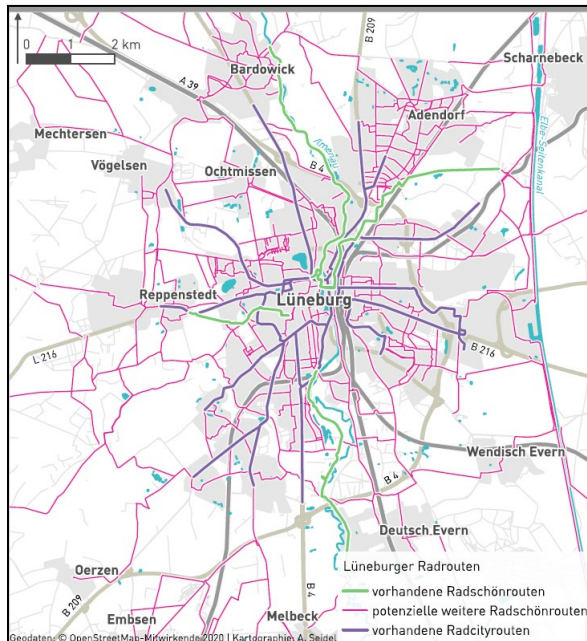 0 1 2 km
B 209
Scharnebeck
Bardowick
A 39
Adendorf
Mechtersen
Ilmenau
B 4
Elbe-Seitenkanal
Vögelsen
Ochtmissen
Reppenstedt
Lüneburg
L 216
B 216
Wendisch Evern
B 4
Deutsch Evern
Oerzen
B 209
Embsen
B 4
Melbeck
Lüneburger Radrouten
vorhandene Radschönrouten
potenzielle weitere Radschönrouten
vorhandene Radcityrouten
Geodaten: © OpenStreetMap-Mitwirkende 2020 | Kartographie: A. Seidel